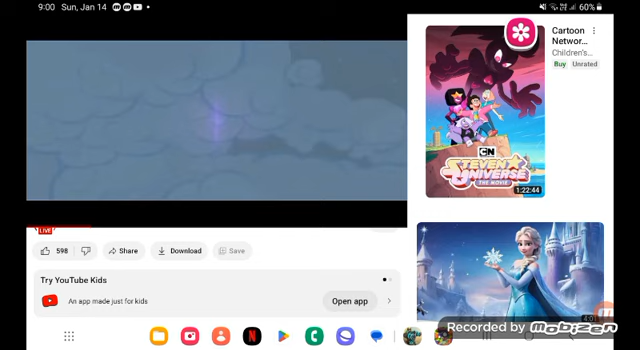 9:00 Sun, Jan 14
60%
Cartoon
Networ...
Children's...
Buy Unrated
CN
STEVEN UNIVERSE
THE MOVIE
1:22:44
LIVE
598 Share Download Save
Try YouTube Kids
An app made just for kids
Open app
4:01
Recorded by mobizen